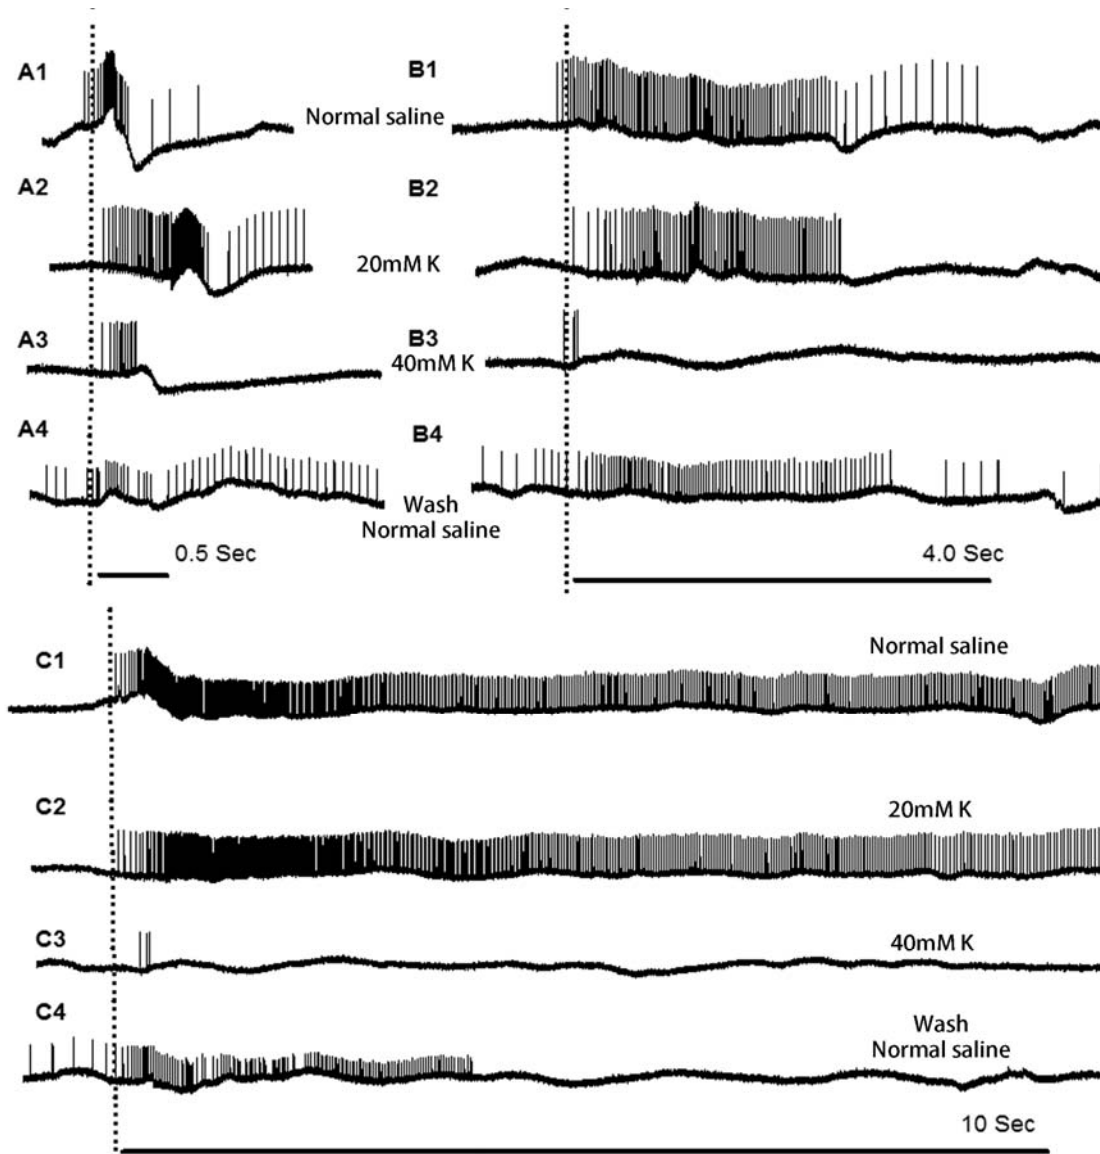 A1
B1
Normal saline
A2
B2
20mM K
A3
B3
40mM K
A4
B4
Wash
Normal saline
0.5 Sec
4.0 Sec
C1
Normal saline
C2
20mM K
C3
40mM K
C4
Wash
Normal saline
10 Sec